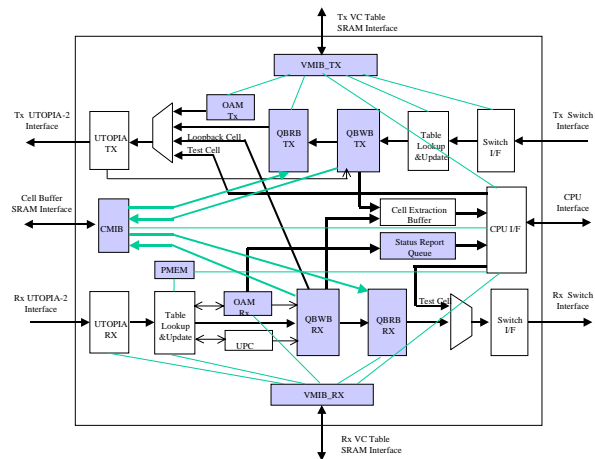 Tx VC Table
SRAM Interface
VMIB_TX
OAM
Tx
Tx UTOPIA-2
Interface
UTOPIA
TX
Loopback Cell
Test Cell
QBRB
TX
QBWB
TX
Table
Lookup
&Update
Switch
I/F
Tx Switch
Interface
Cell Buffer
SRAM Interface
CMIB
Cell Extraction
Buffer
Status Report
Queue
CPU I/F
CPU
Interface
PMEM
Rx UTOPIA-2
Interface
UTOPIA
RX
Table
Lookup
&Update
OAM
Rx
UPC
QBWB
RX
QBRB
RX
Test Cell
Switch
I/F
Rx Switch
Interface
VMIB_RX
Rx VC Table
SRAM Interface